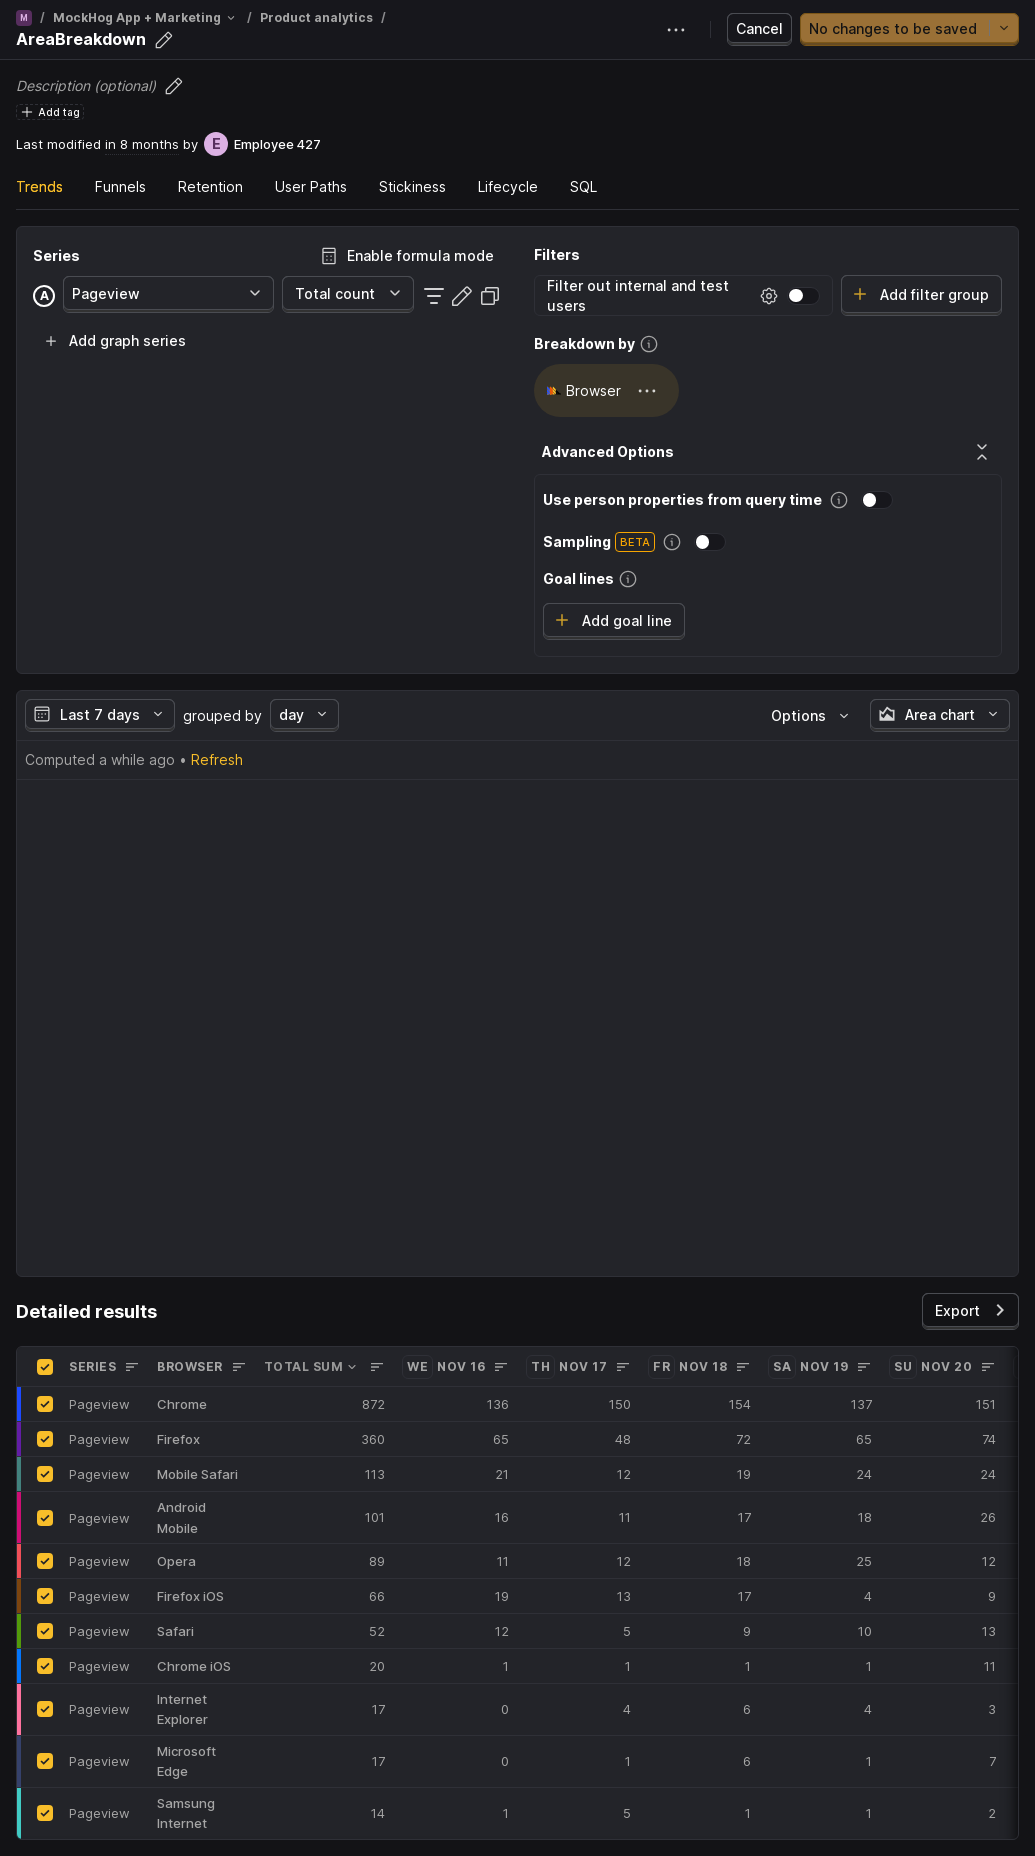 M / MockHog App + Marketing / Product analytics /
AreaBreakdown
Cancel
No changes to be saved
Description (optional)
Add tag
Last modified in 8 months by E Employee 427
Trends Funnels Retention User Paths Stickiness Lifecycle SQL
Series
Enable formula mode
A Pageview Total count
Add graph series
Filters
Filter out internal and test
users
Add filter group
Breakdown by
Browser
Advanced Options
Use person properties from query time
Sampling BETA
Goal lines
Add goal line
Last 7 days grouped by day Options Area chart
Computed a while ago • Refresh
Detailed results
Export
SERIES BROWSER TOTAL SUM WE NOV 16 TH NOV 17 FR NOV 18 SA NOV 19 SU NOV 20
Pageview Chrome 872 136 150 154 137 151
Pageview Firefox 360 65 48 72 65 74
Pageview Mobile Safari 113 21 12 19 24 24
Pageview Android Mobile 101 16 11 17 18 26
Pageview Opera 89 11 12 18 25 12
Pageview Firefox iOS 66 19 13 17 4 9
Pageview Safari 52 12 5 9 10 13
Pageview Chrome iOS 20 1 1 1 1 11
Pageview Internet Explorer 17 0 4 6 4 3
Pageview Microsoft Edge 17 0 1 6 1 7
Pageview Samsung Internet 14 1 5 1 1 2